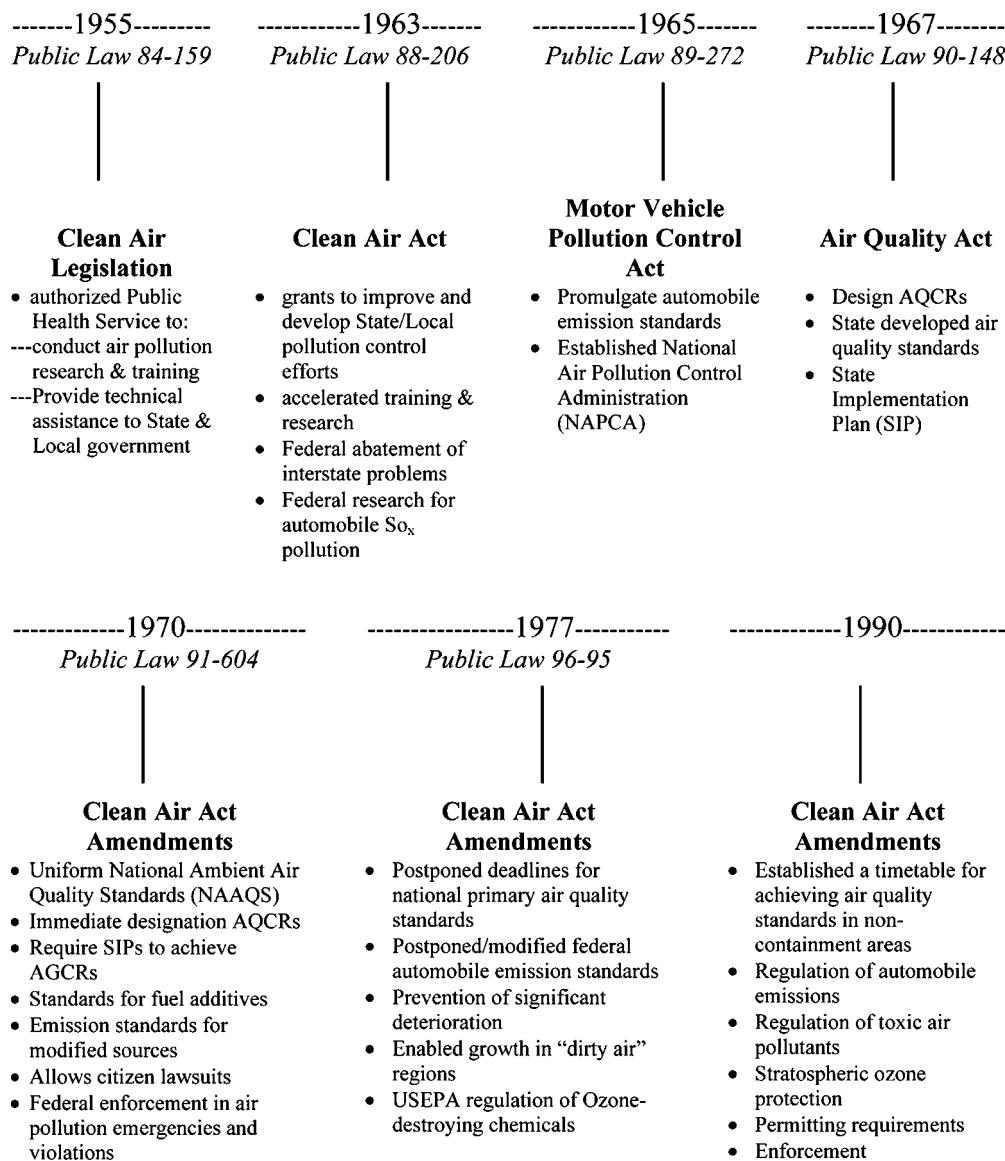 -------1955-------
Public Law 84-159
Clean Air
Legislation
• authorized Public
Health Service to:
---conduct air pollution
research & training
---Provide technical
assistance to State &
Local government
--------1963---------
Public Law 88-206
Clean Air Act
• grants to improve and
develop State/Local
pollution control
efforts
• accelerated training &
research
• Federal abatement of
interstate problems
• Federal research for
automobile Soₓ
pollution
---------1965--------
Public Law 89-272
Motor Vehicle
Pollution Control
Act
• Promulgate automobile
emission standards
• Established National
Air Pollution Control
Administration
(NAPCA)
-------1967--------
Public Law 90-148
Air Quality Act
• Design AQCRs
• State developed air
quality standards
• State
Implementation
Plan (SIP)
-------------1970--------------
Public Law 91-604
Clean Air Act
Amendments
• Uniform National Ambient Air
Quality Standards (NAAQS)
• Immediate designation AQCRs
• Require SIPs to achieve
AGCRs
• Standards for fuel additives
• Emission standards for
modified sources
• Allows citizen lawsuits
• Federal enforcement in air
pollution emergencies and
violations
-----------------1977-----------
Public Law 96-95
Clean Air Act
Amendments
• Postponed deadlines for
national primary air quality
standards
• Postponed/modified federal
automobile emission standards
• Prevention of significant
deterioration
• Enabled growth in “dirty air”
regions
• USEPA regulation of Ozone-
destroying chemicals
-------------1990------------
Clean Air Act
Amendments
• Established a timetable for
achieving air quality
standards in non-
containment areas
• Regulation of automobile
emissions
• Regulation of toxic air
pollutants
• Stratospheric ozone
protection
• Permitting requirements
• Enforcement